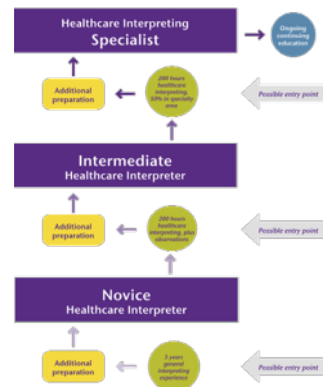 Healthcare Interpreting
Specialist
Ongoing
continuing
education
Additional
preparation
200 hours
healthcare
interpreting,
50% in specialty
area
Possible entry point
Intermediate
Healthcare Interpreter
Additional
preparation
200 hours
healthcare
interpreting, plus
observations
Possible entry point
Novice
Healthcare Interpreter
Additional
preparation
3 years
general
interpreting
experience
Possible entry point